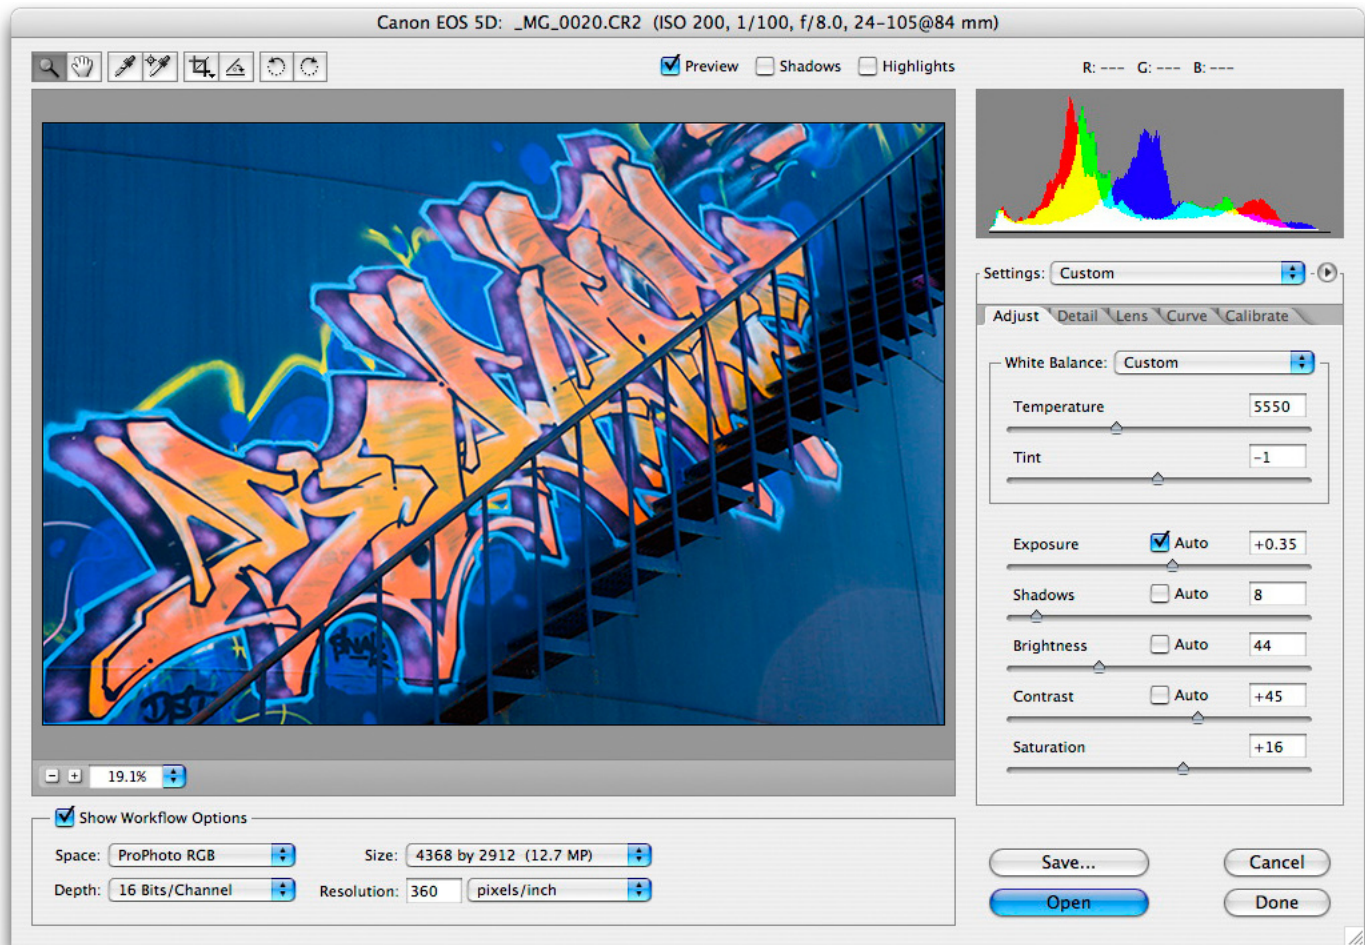 Canon EOS 5D: _MG_0020.CR2 (ISO 200, 1/100, f/8.0, 24-105@84 mm)
Preview Shadows Highlights R: --- G: --- B: ---
Settings: Custom
Adjust Detail Lens Curve Calibrate
White Balance: Custom
Temperature 5550
Tint -1
Exposure Auto +0.35
Shadows Auto 8
Brightness Auto 44
Contrast Auto +45
Saturation +16
DST
19.1%
Show Workflow Options
Space: ProPhoto RGB Size: 4368 by 2912 (12.7 MP)
Depth: 16 Bits/Channel Resolution: 360 pixels/inch
Save... Cancel
Open Done